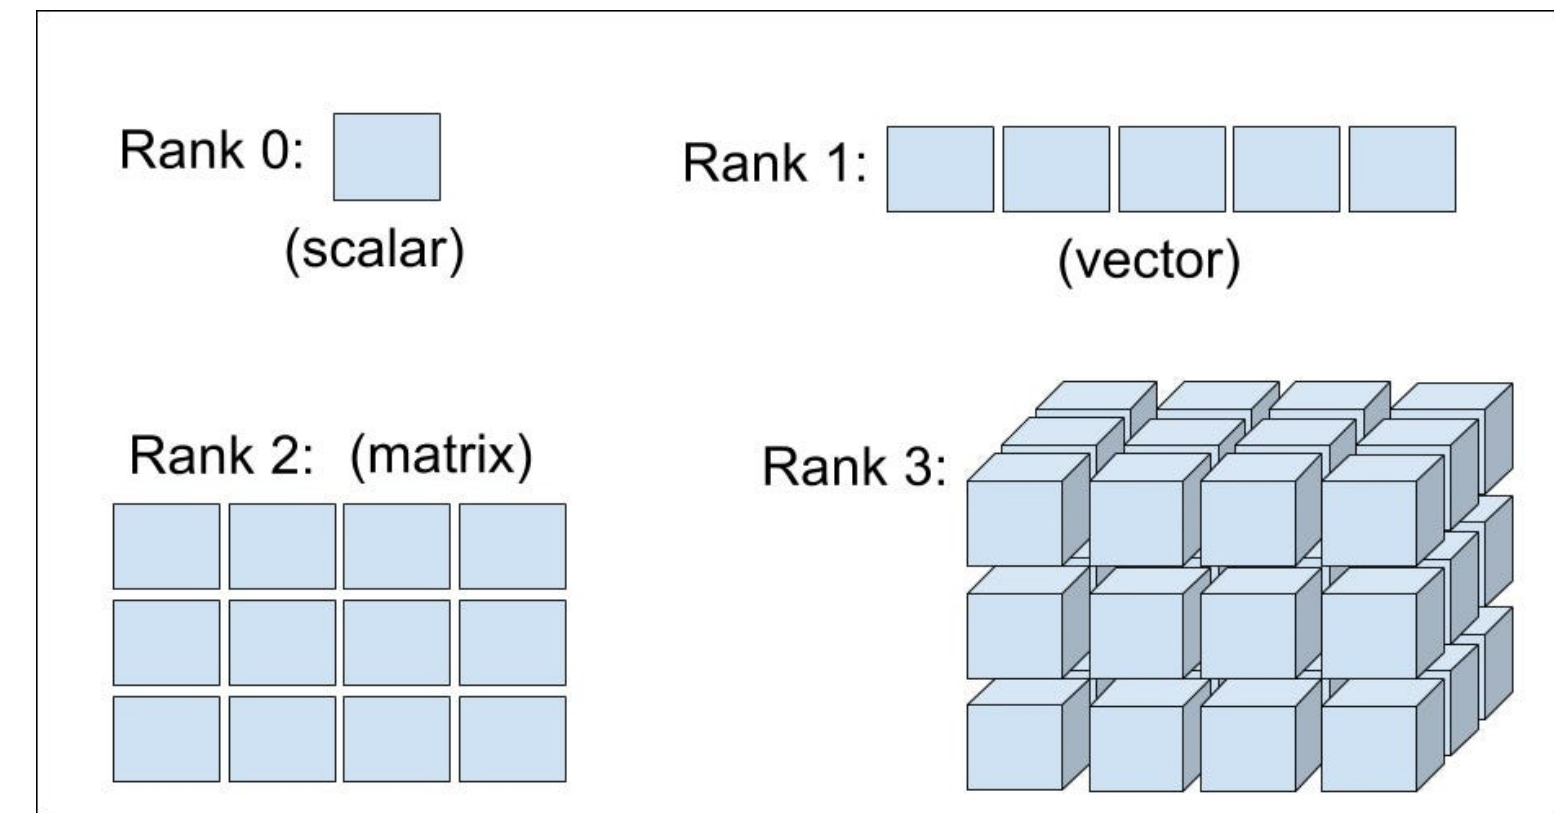 Rank 0:
(scalar)
Rank 1:
(vector)
Rank 2: (matrix)
Rank 3: